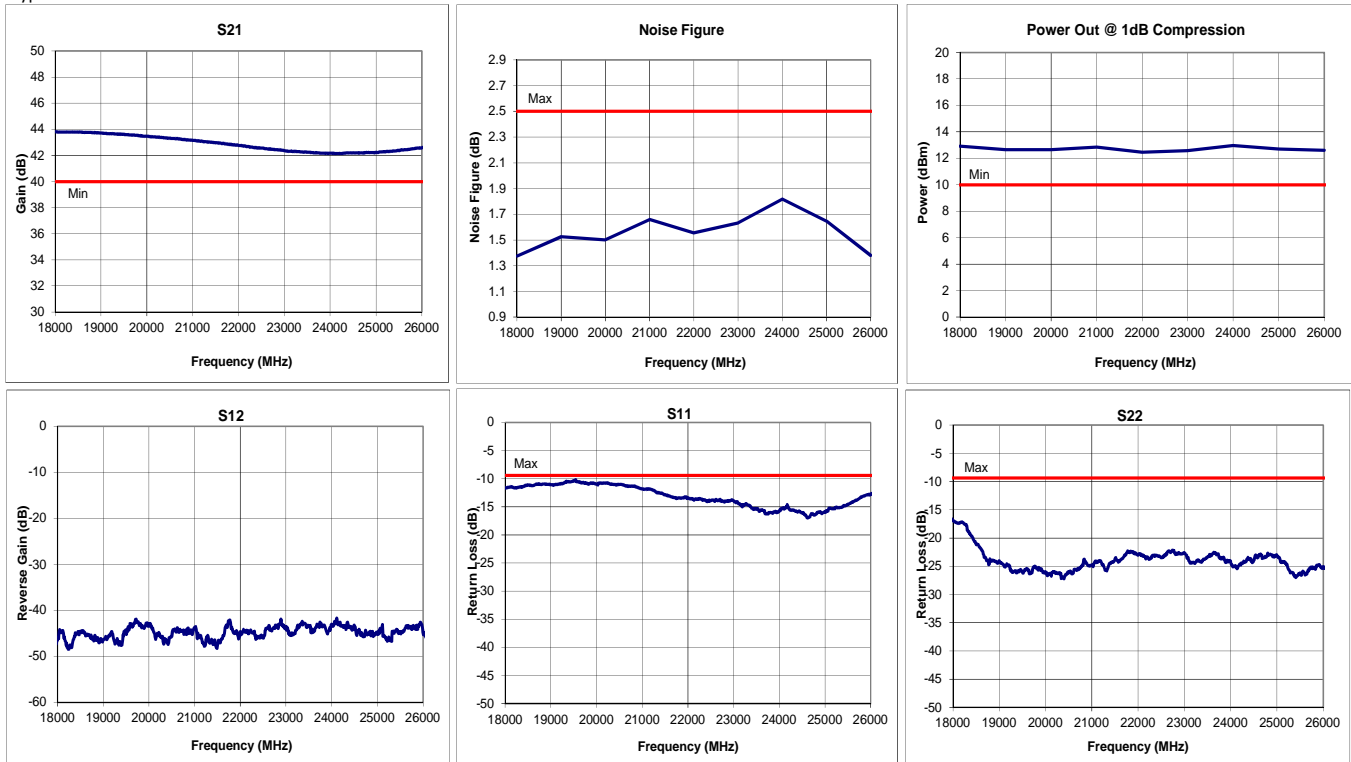 S21
50
48
46
44
42
40
38
36
34
32
30
Gain (dB)
Min
18000 19000 20000 21000 22000 23000 24000 25000 26000
Frequency (MHz)
Noise Figure
2.9
2.7
2.5
2.3
2.1
1.9
1.7
1.5
1.3
1.1
0.9
Noise Figure (dB)
Max
18000 19000 20000 21000 22000 23000 24000 25000 26000
Frequency (MHz)
Power Out @ 1dB Compression
20
18
16
14
12
10
8
6
4
2
0
Power (dBm)
Min
18000 19000 20000 21000 22000 23000 24000 25000 26000
Frequency (MHz)
S12
0
-10
-20
-30
-40
-50
-60
Reverse Gain (dB)
18000 19000 20000 21000 22000 23000 24000 25000 26000
Frequency (MHz)
S11
0
-5
-10
-15
-20
-25
-30
-35
-40
-45
-50
Return Loss (dB)
Max
18000 19000 20000 21000 22000 23000 24000 25000 26000
Frequency (MHz)
S22
0
-5
-10
-15
-20
-25
-30
-35
-40
-45
-50
Return Loss (dB)
Max
18000 19000 20000 21000 22000 23000 24000 25000 26000
Frequency (MHz)